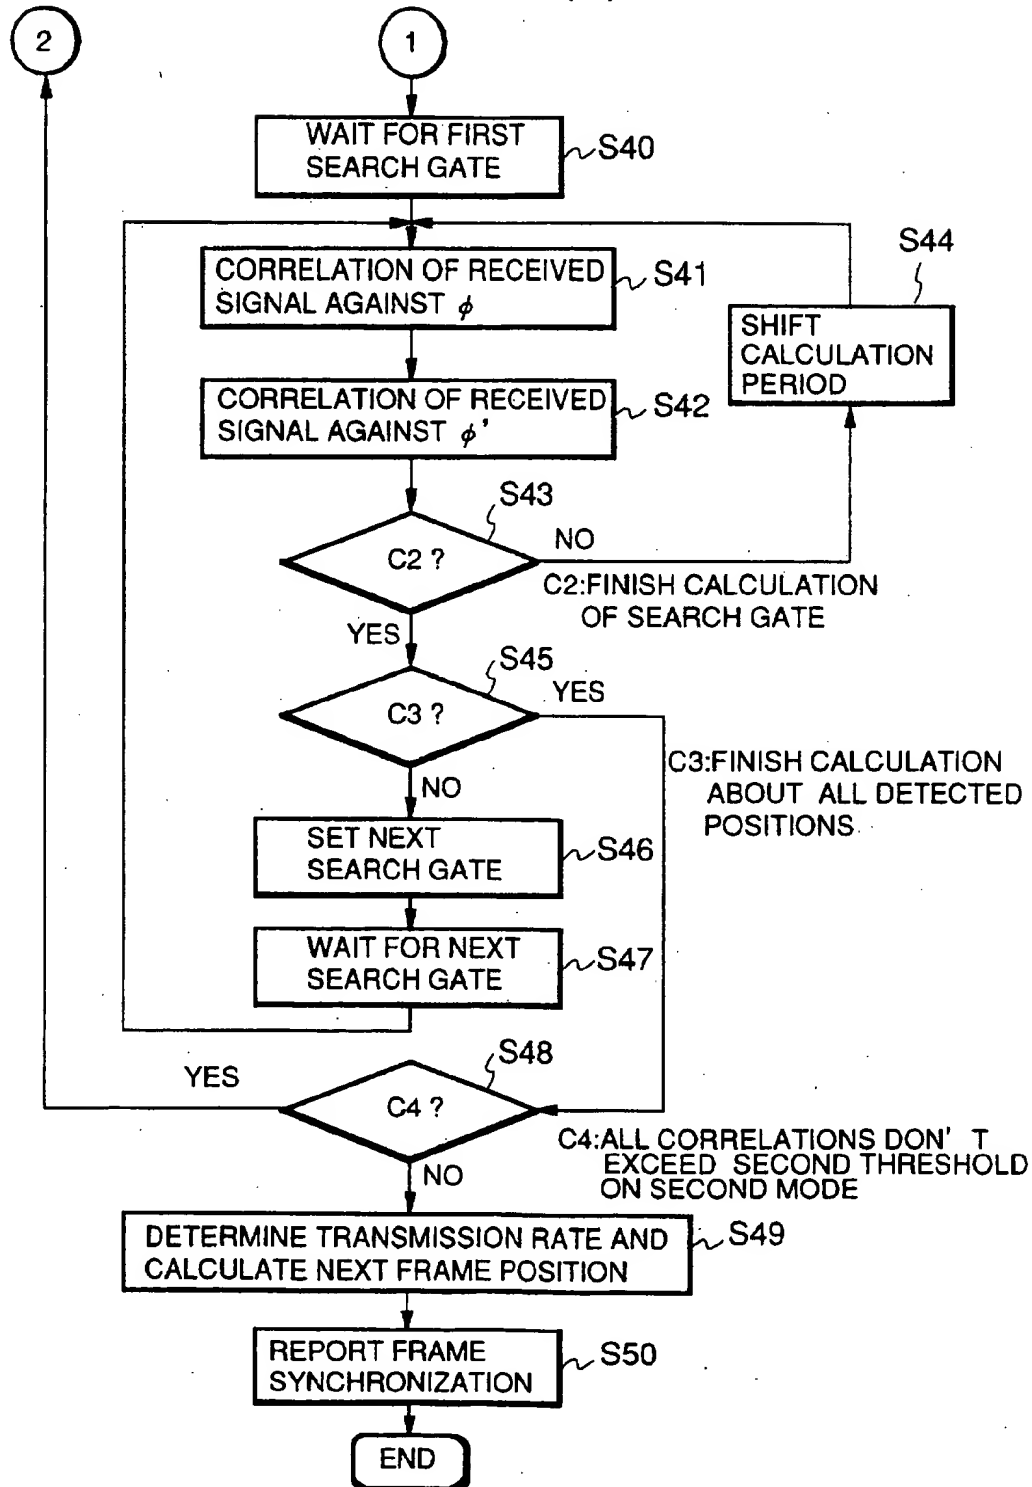 2
1
WAIT FOR FIRST
SEARCH GATE
S40
S44
CORRELATION OF RECEIVED
SIGNAL AGAINST ϕ
S41
SHIFT
CALCULATION
PERIOD
CORRELATION OF RECEIVED
SIGNAL AGAINST ϕ'
S42
S43
C2 ?
NO
C2:FINISH CALCULATION
OF SEARCH GATE
YES
S45
C3 ?
YES
C3:FINISH CALCULATION
ABOUT ALL DETECTED
POSITIONS
NO
SET NEXT
SEARCH GATE
S46
WAIT FOR NEXT
SEARCH GATE
S47
S48
YES
C4 ?
C4:ALL CORRELATIONS DON' T
EXCEED SECOND THRESHOLD
ON SECOND MODE
NO
DETERMINE TRANSMISSION RATE AND
CALCULATE NEXT FRAME POSITION
S49
REPORT FRAME
SYNCHRONIZATION
S50
END